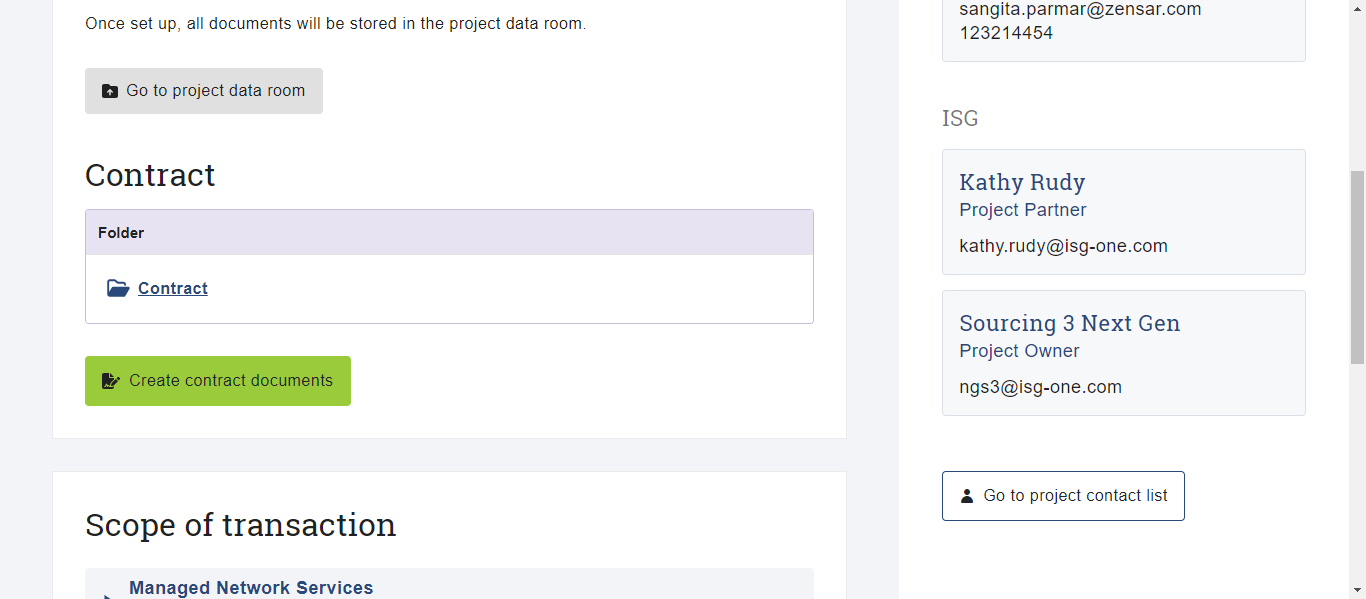 Once set up, all documents will be stored in the project data room.
Go to project data room
Contract
Folder
Contract
Create contract documents
Scope of transaction
Managed Network Services
sangita.parmar@zensar.com
123214454
ISG
Kathy Rudy
Project Partner
kathy.rudy@isg-one.com
Sourcing 3 Next Gen
Project Owner
ngs3@isg-one.com
Go to project contact list